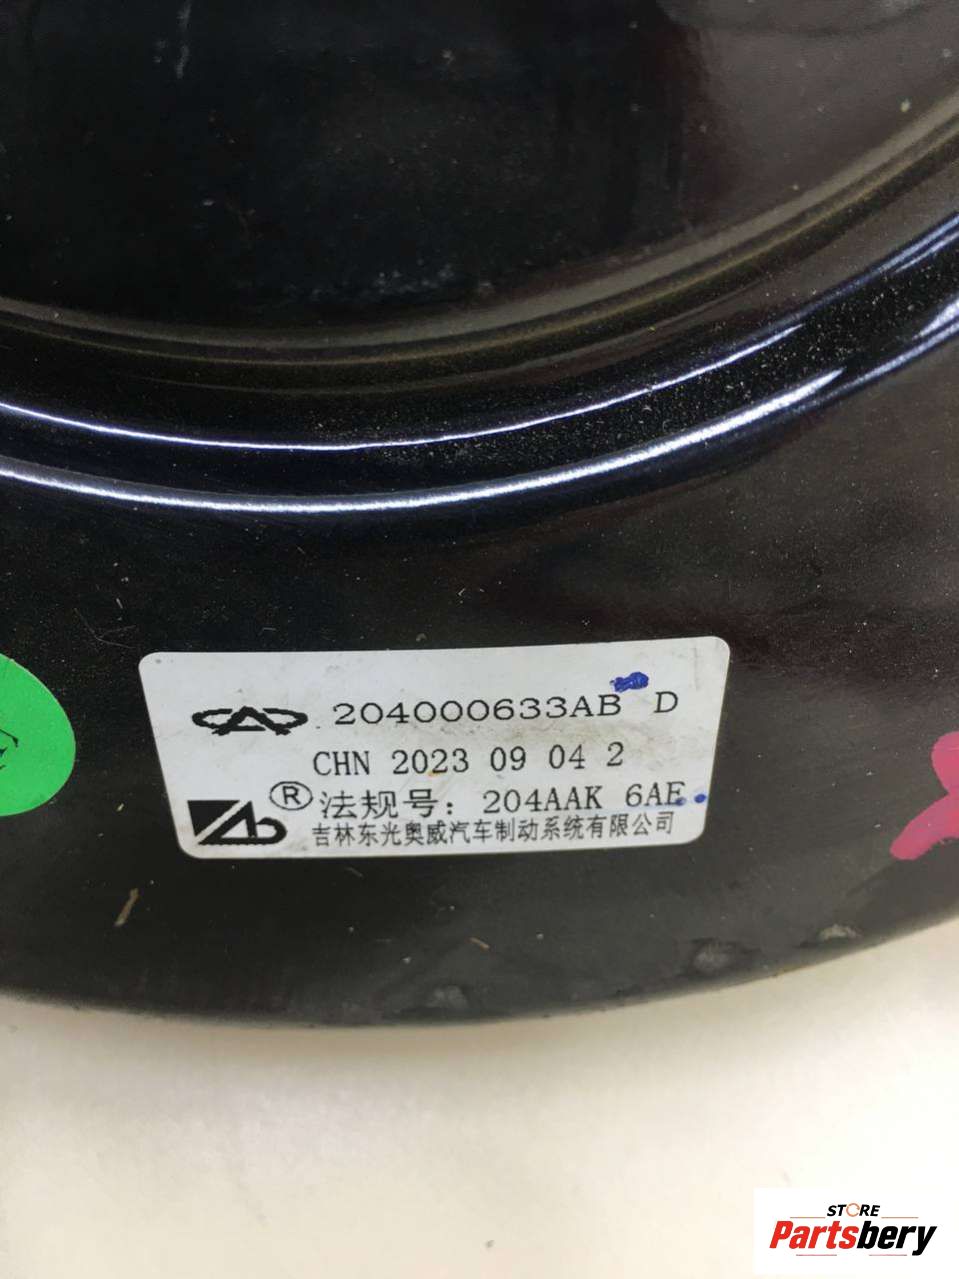 204000633AB D
CHN 2023 09 04 2
® 法规号: 204AAK 6AE
吉林东光奥威汽车制动系统有限公司
STORE
Partsbery